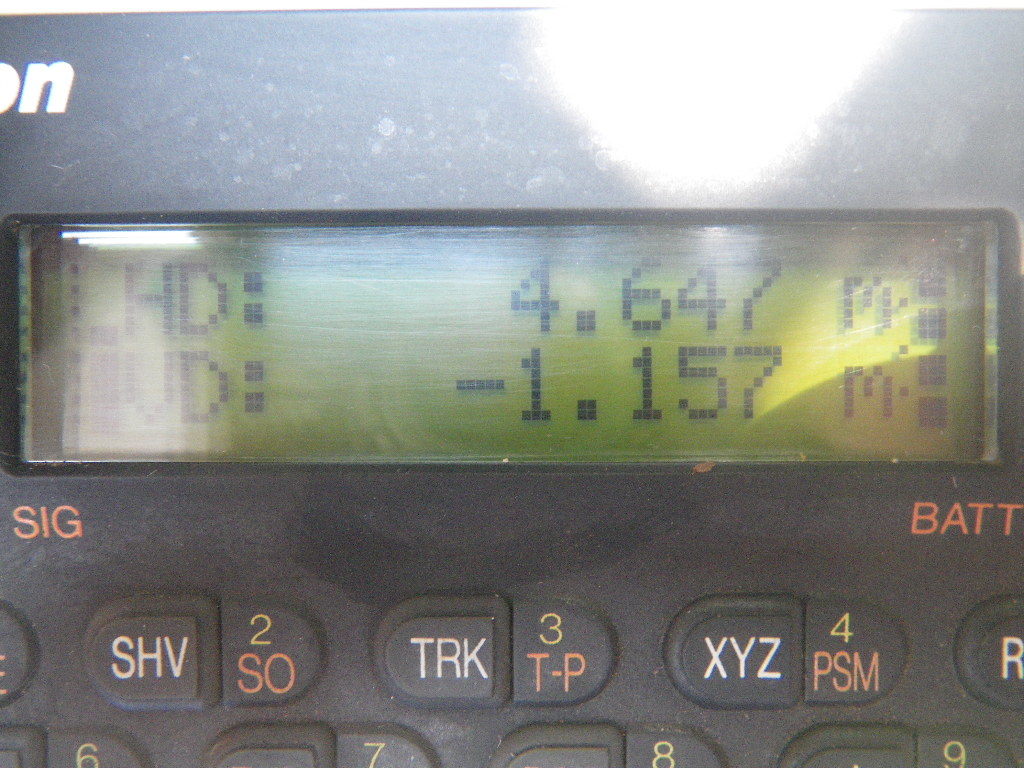 on
HD: 4.647 m
VD: -1.157 m
SIG BATT
SHV 2 SO TRK 3 T-P XYZ 4 PSM R
6 7 8 9